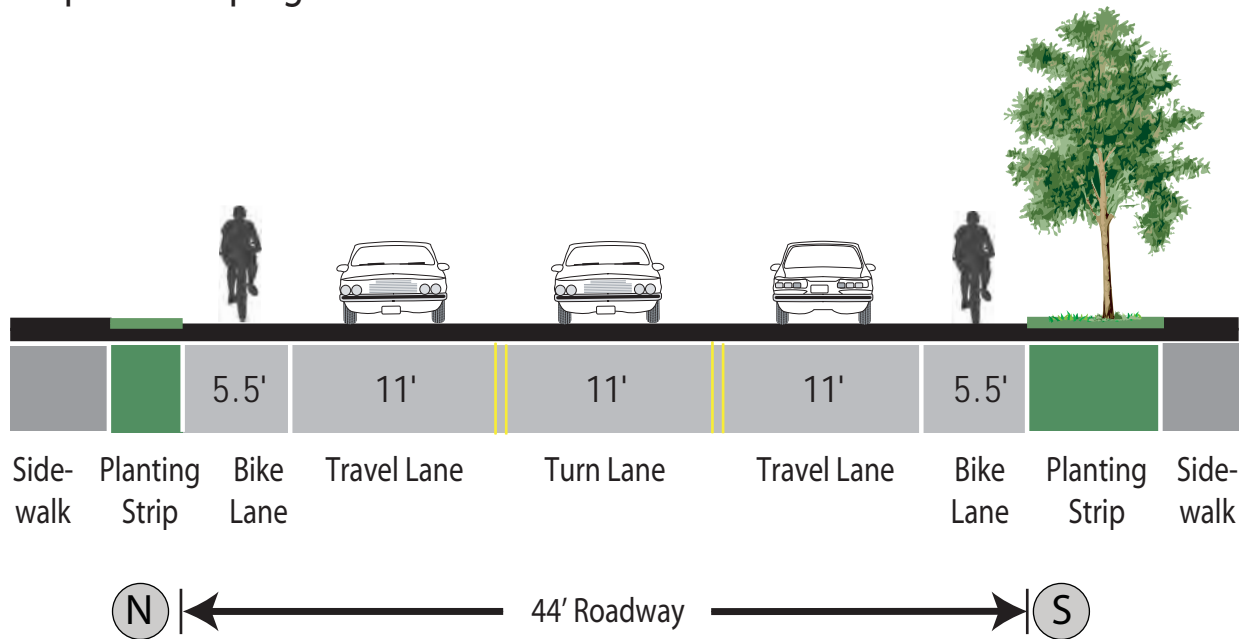 5.5' 11' 11' 11' 5.5'
Side- Planting Bike Travel Lane Turn Lane Travel Lane Bike Planting Side-
walk Strip Lane Lane Strip walk
N 44' Roadway S